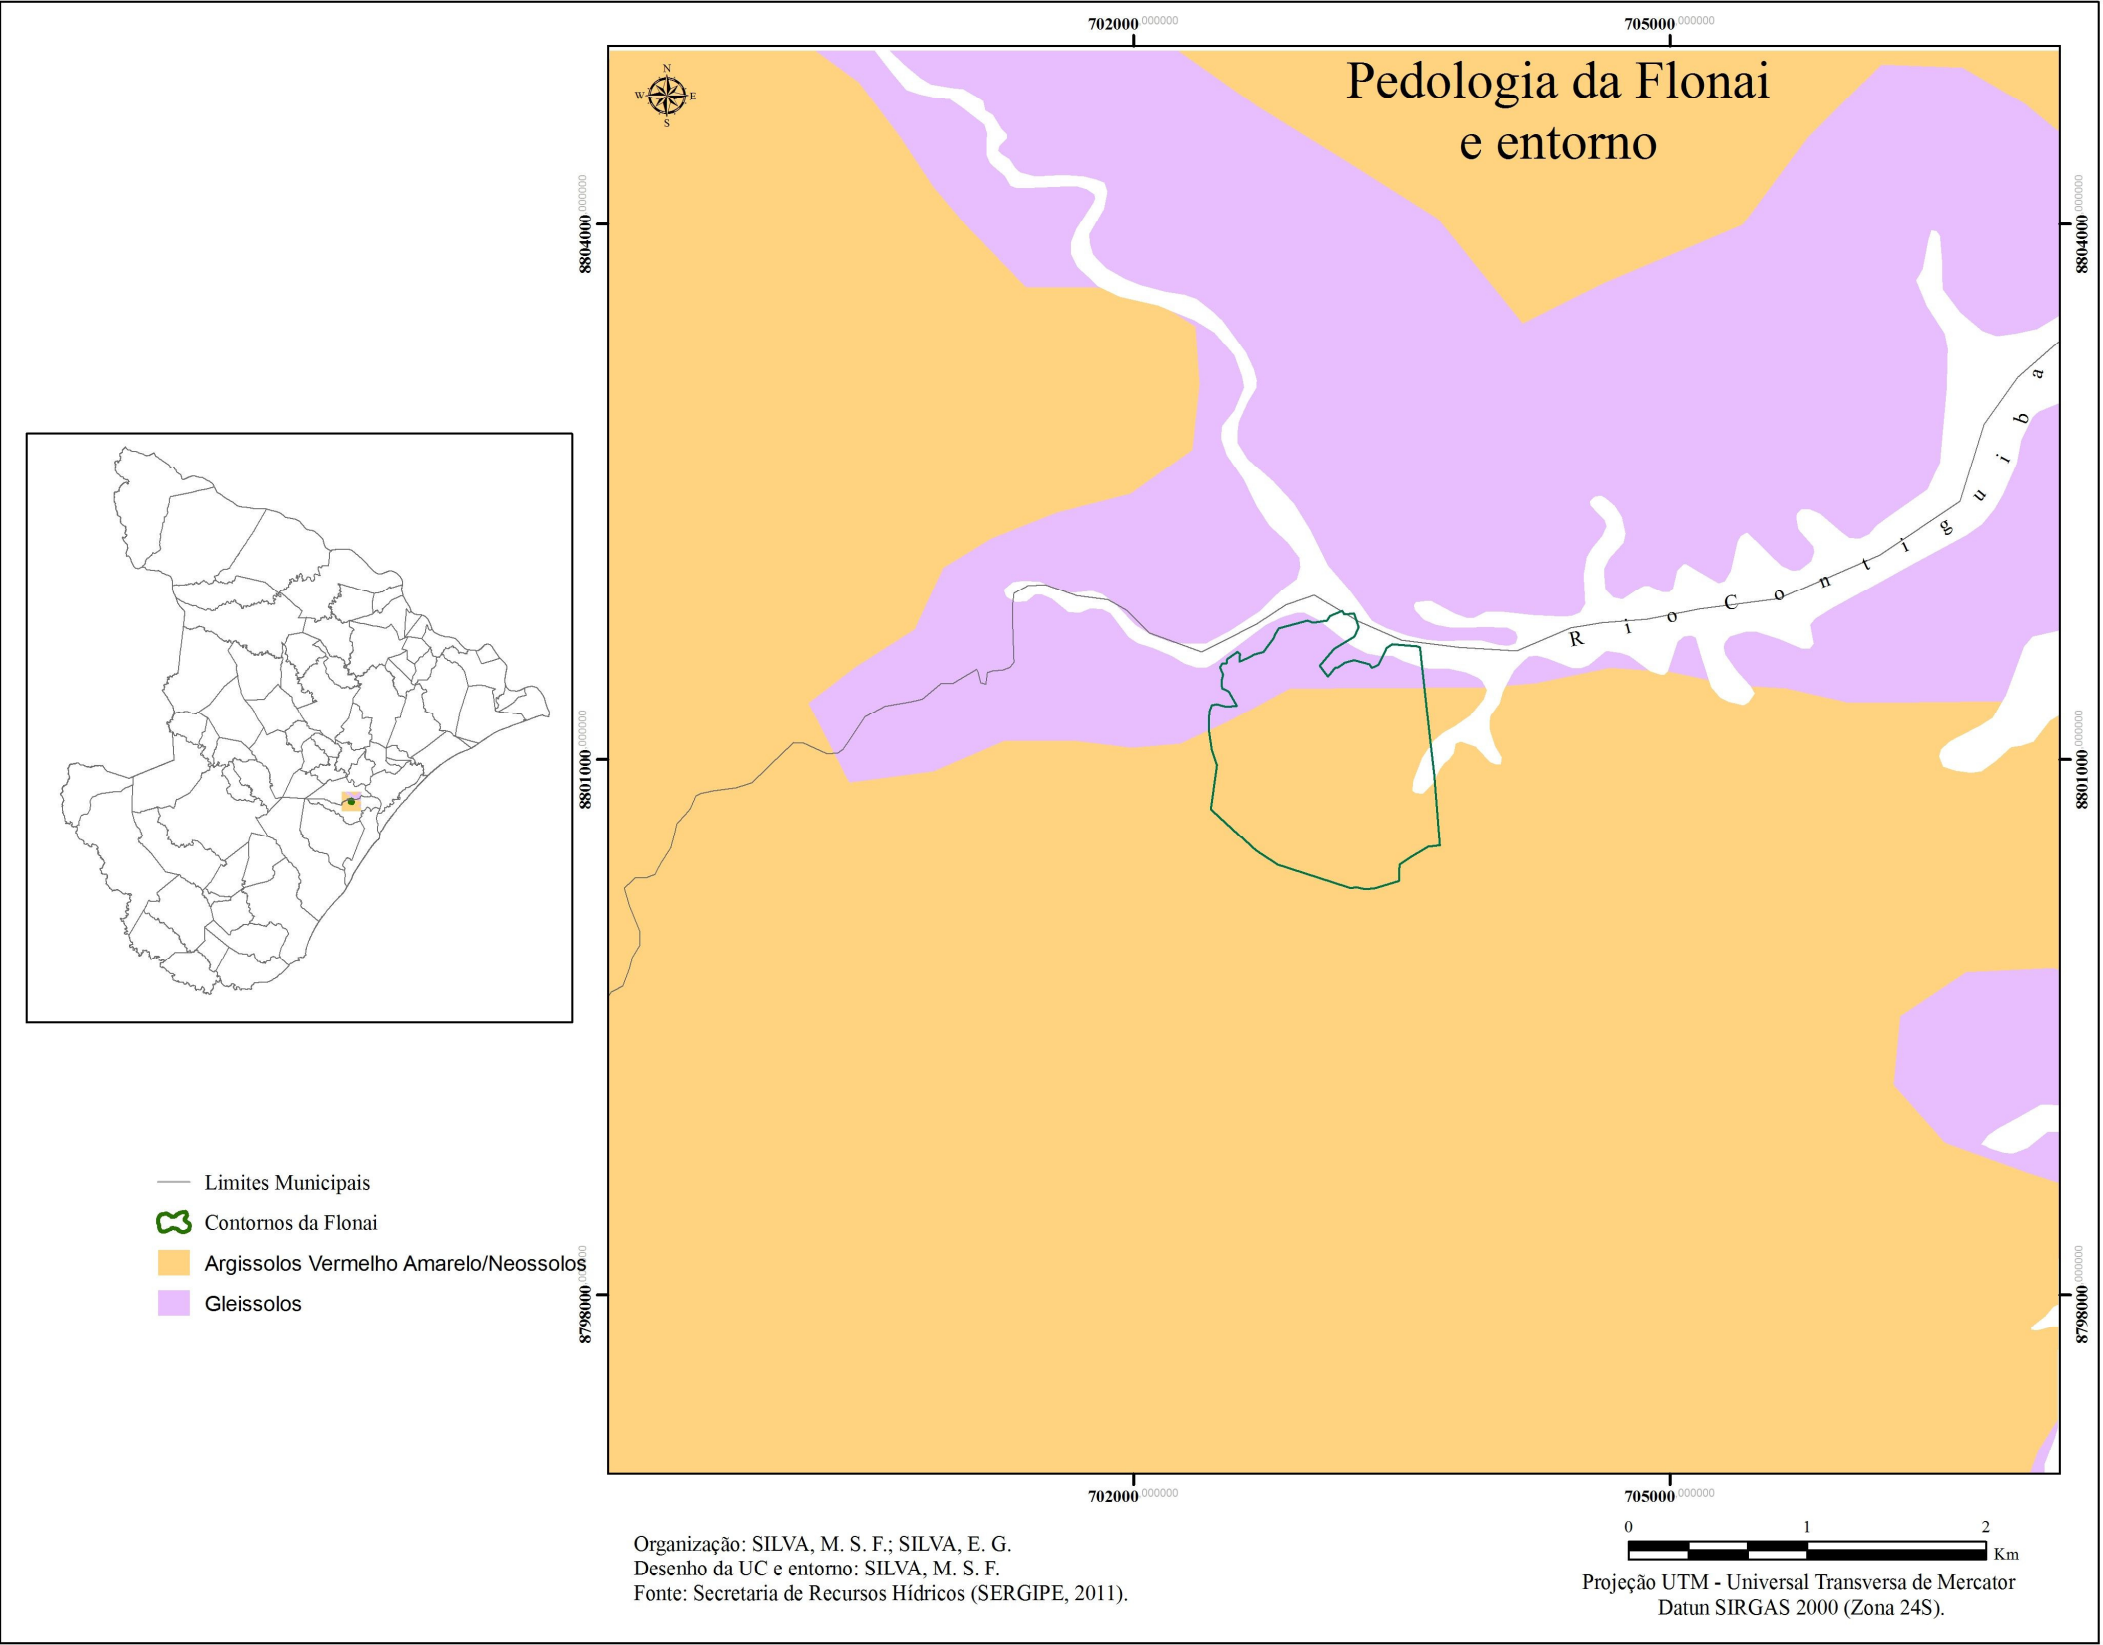 702000.000000
705000.000000
Pedologia da Flonai
e entorno
N
W E
S
8804000.000000
8804000.000000
Rio Contiguiba
8801000.000000
8801000.000000
Limites Municipais
Contornos da Flonai
Argissolos Vermelho Amarelo/Neossolos
Gleissolos
8798000.000000
8798000.000000
702000.000000
705000.000000
Organização: SILVA, M. S. F.; SILVA, E. G.
Desenho da UC e entorno: SILVA, M. S. F.
Fonte: Secretaria de Recursos Hídricos (SERGIPE, 2011).
0 1 2
Km
Projeção UTM - Universal Transversa de Mercator
Datun SIRGAS 2000 (Zona 24S).